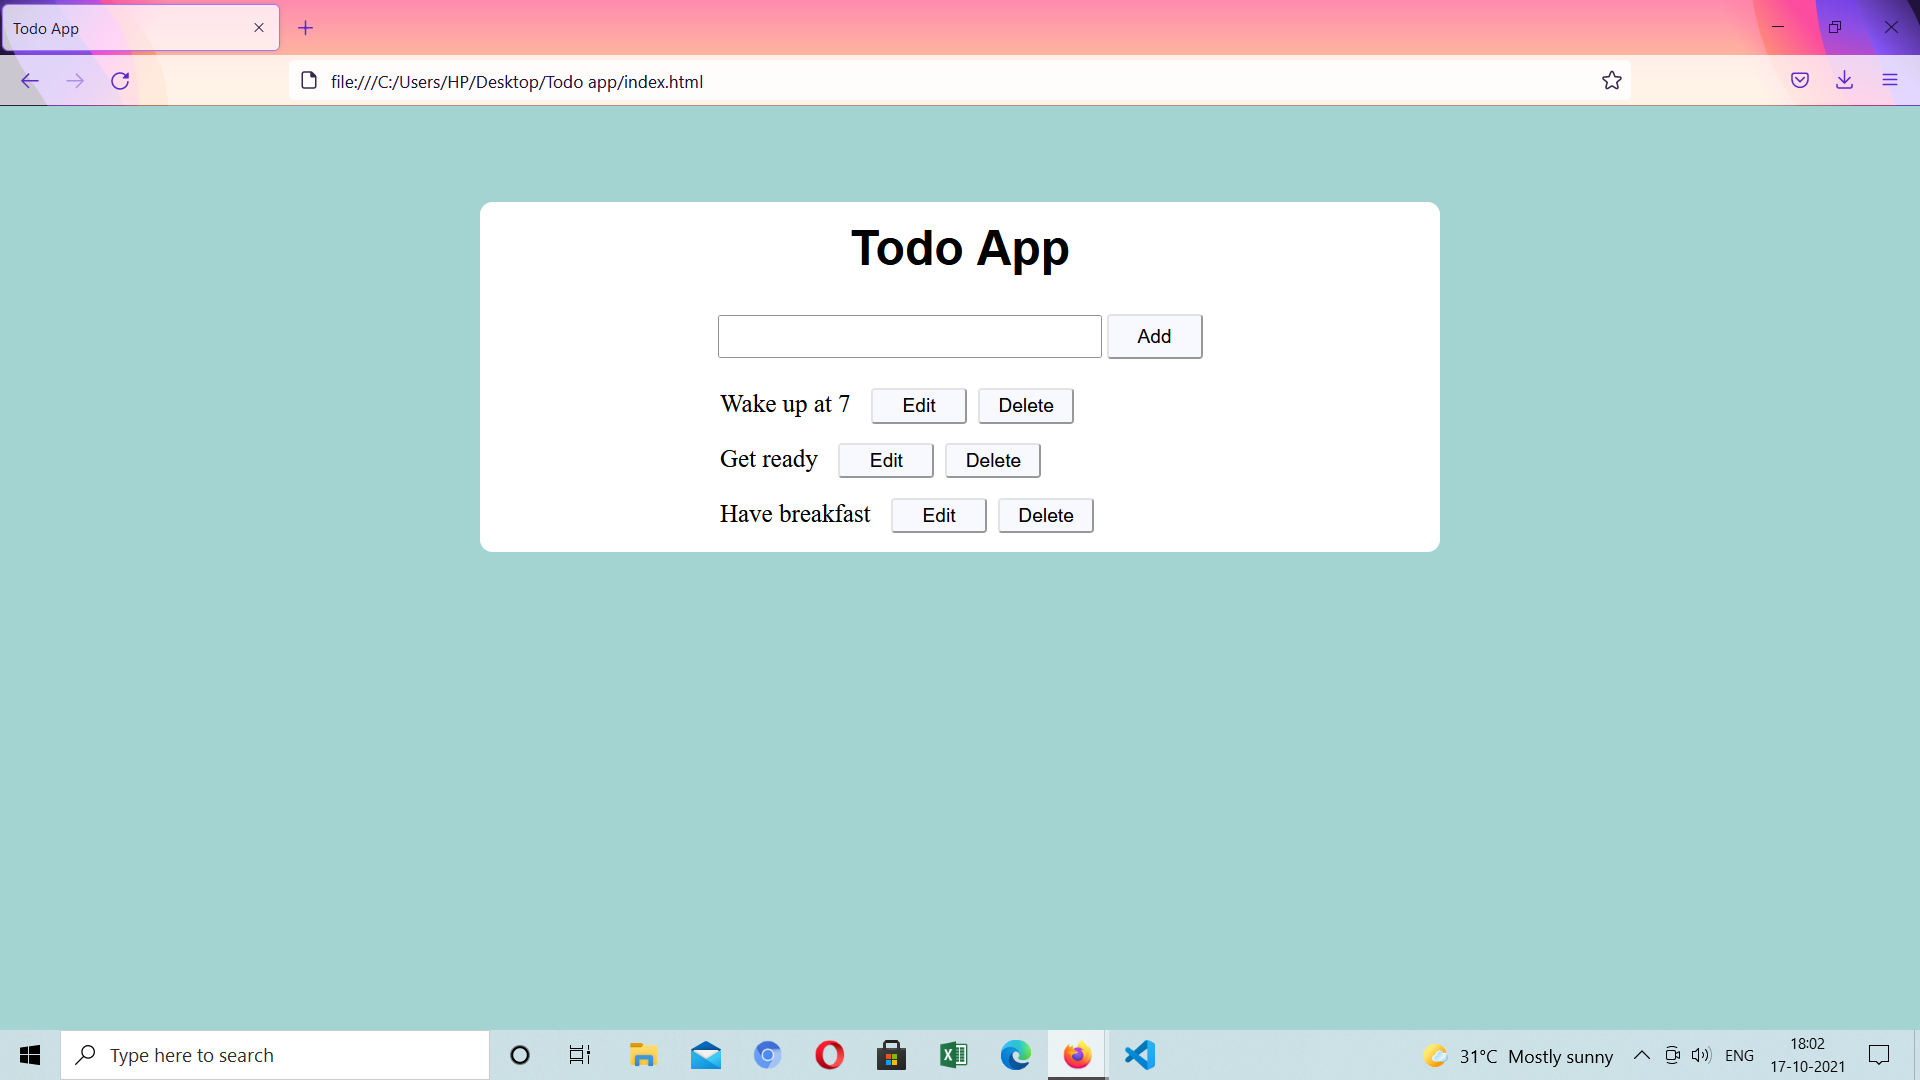 Todo App
file:///C:/Users/HP/Desktop/Todo app/index.html
Todo App
Add
Wake up at 7 Edit Delete
Get ready Edit Delete
Have breakfast Edit Delete
Type here to search
31°C Mostly sunny
ENG
18:02
17-10-2021